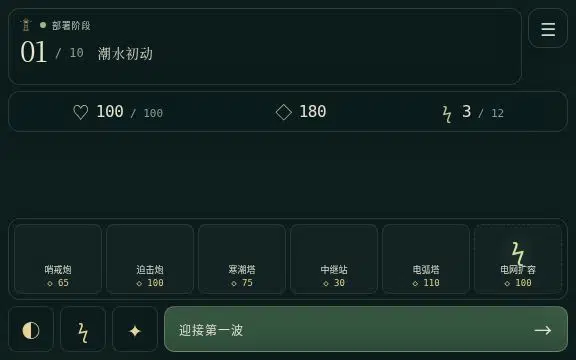 部署阶段
01 / 10 潮水初动
100 / 100
180
3 / 12
哨戒炮
65
迫击炮
100
寒潮塔
75
中继站
30
电弧塔
110
电网扩容
100
迎接第一波 →